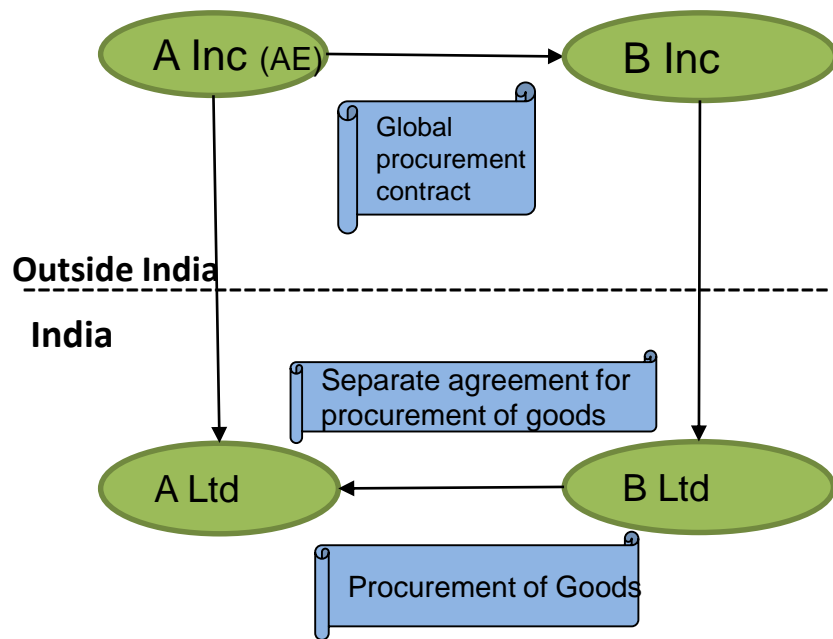 A Inc (AE)
B Inc
Global
procurement
contract
Outside India
India
Separate agreement for
procurement of goods
A Ltd
B Ltd
Procurement of Goods